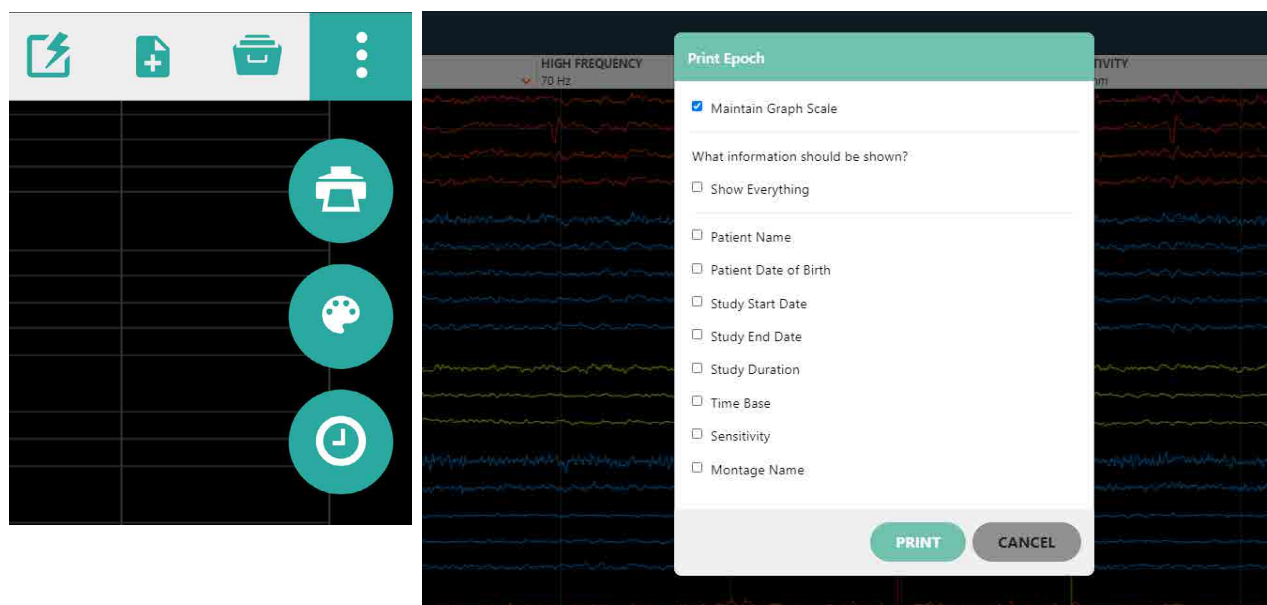 HIGH FREQUENCY
70 Hz
TIVITY
Print Epoch
Maintain Graph Scale
What information should be shown?
Show Everything
Patient Name
Patient Date of Birth
Study Start Date
Study End Date
Study Duration
Time Base
Sensitivity
Montage Name
PRINT CANCEL